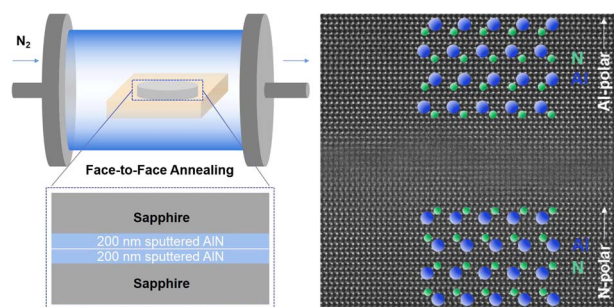 N₂
Face-to-Face Annealing
Sapphire
200 nm sputtered AlN
200 nm sputtered AlN
Sapphire
N
Al
Al-polar
Al
N
N-polar